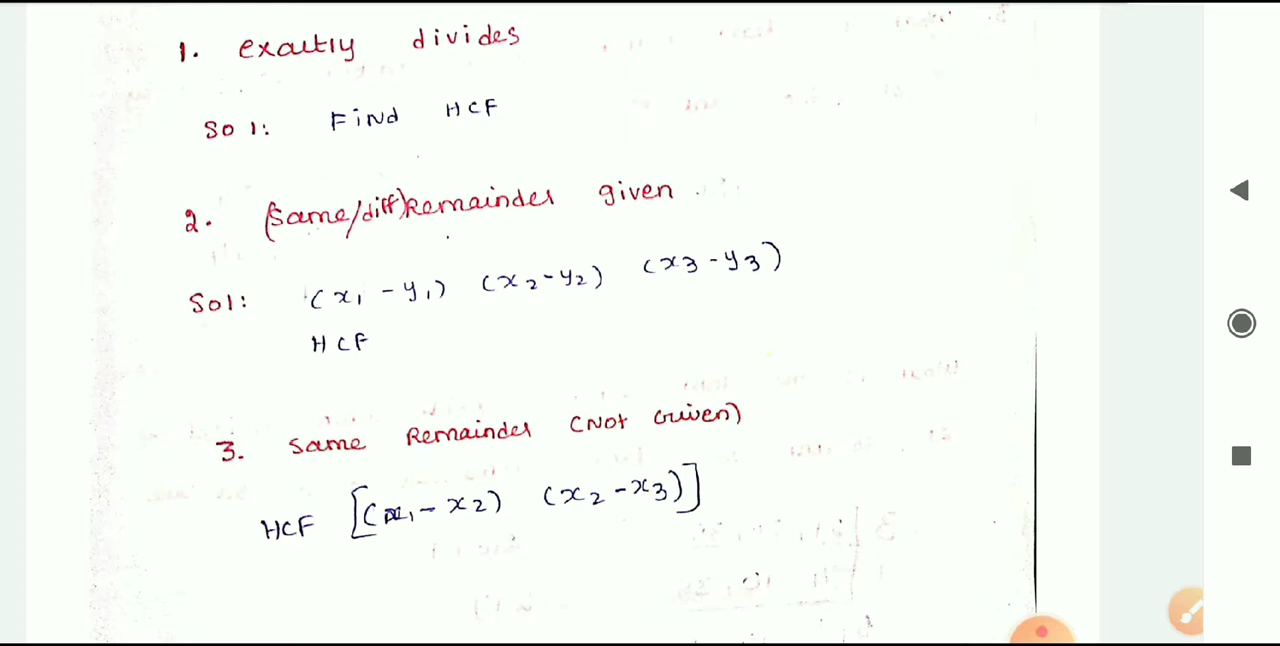 1. exactly divides
Sol: Find HCF
2. (same/diff) Remainder given
Sol: (x₁ - y₁) (x₂ - y₂) (x₃ - y₃)
HCF
3. same Remainder (Not Given)
HCF [(x₁ - x₂) (x₂ - x₃)]